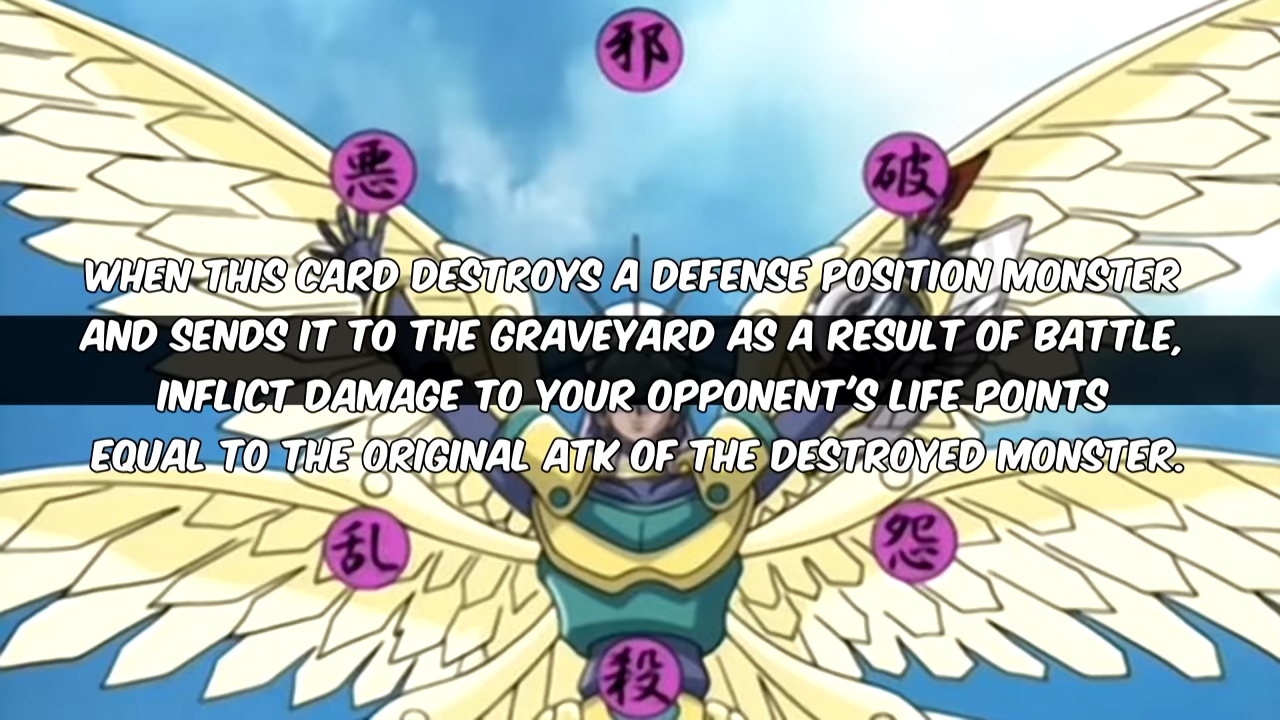 邪
悪
破
WHEN THIS CARD DESTROYS A DEFENSE POSITION MONSTER
AND SENDS IT TO THE GRAVEYARD AS A RESULT OF BATTLE,
INFLICT DAMAGE TO YOUR OPPONENT'S LIFE POINTS
EQUAL TO THE ORIGINAL ATK OF THE DESTROYED MONSTER.
乱
怨
殺